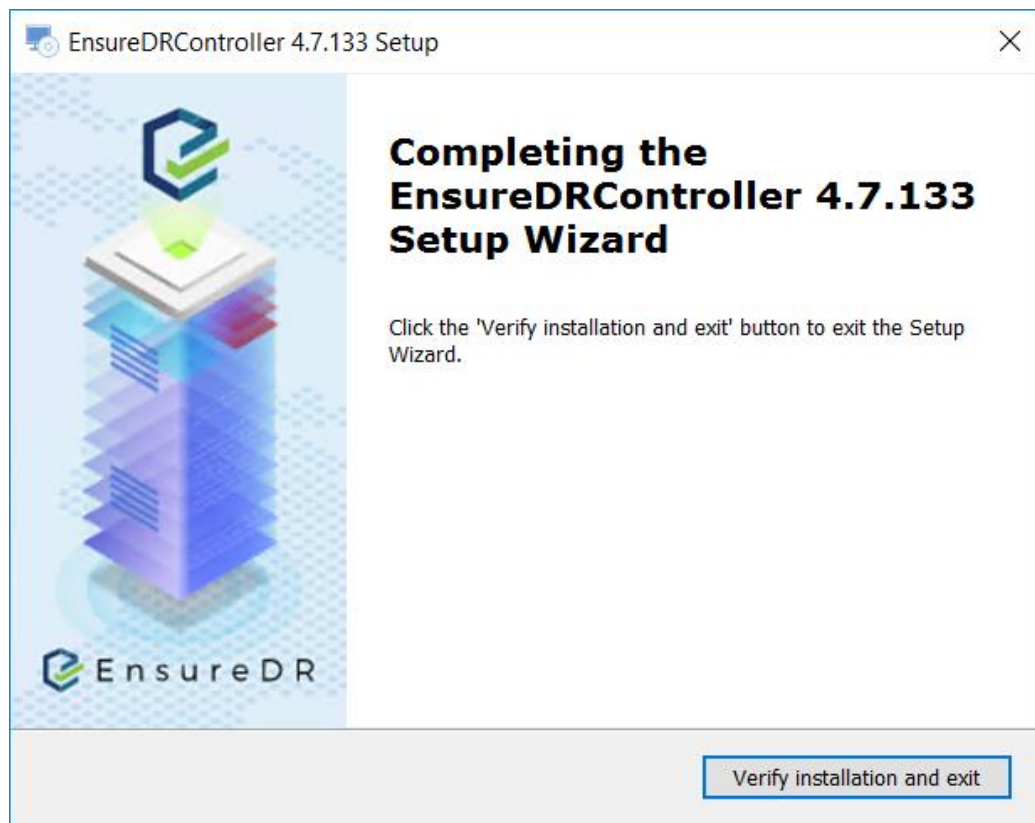 EnsureDRController 4.7.133 Setup
Completing the
EnsureDRController 4.7.133
Setup Wizard
Click the 'Verify installation and exit' button to exit the Setup
Wizard.
EnsureDR
Verify installation and exit